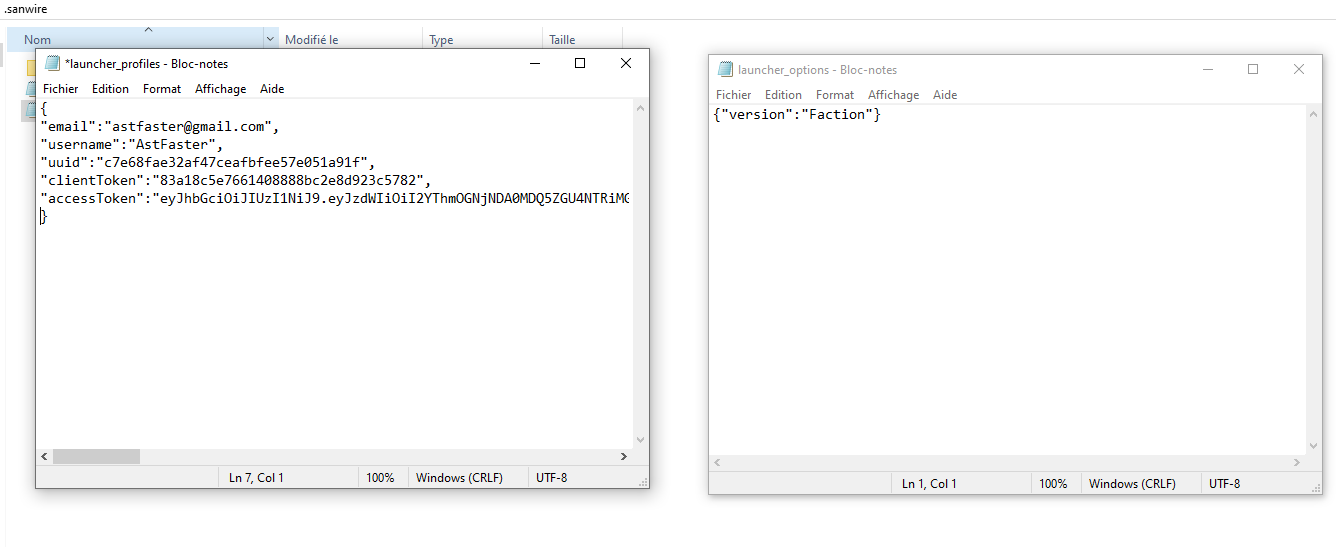 .sanwire
Nom
Modifié le
Type
Taille
*launcher_profiles - Bloc-notes
Fichier Edition Format Affichage Aide
{
"email":"astfaster@gmail.com",
"username":"AstFaster",
"uuid":"c7e68fae32af47ceafbfee57e051a91f",
"clientToken":"83a18c5e7661408888bc2e8d923c5782",
"accessToken":"eyJhbGciOiJIUzI1NiJ9.eyJzdWIiOiI2YThmOGNjNDA0MDQ5ZGU4NTRiMG
}
Ln 7, Col 1 100% Windows (CRLF) UTF-8
launcher_options - Bloc-notes
Fichier Edition Format Affichage Aide
{"version":"Faction"}
Ln 1, Col 1 100% Windows (CRLF) UTF-8